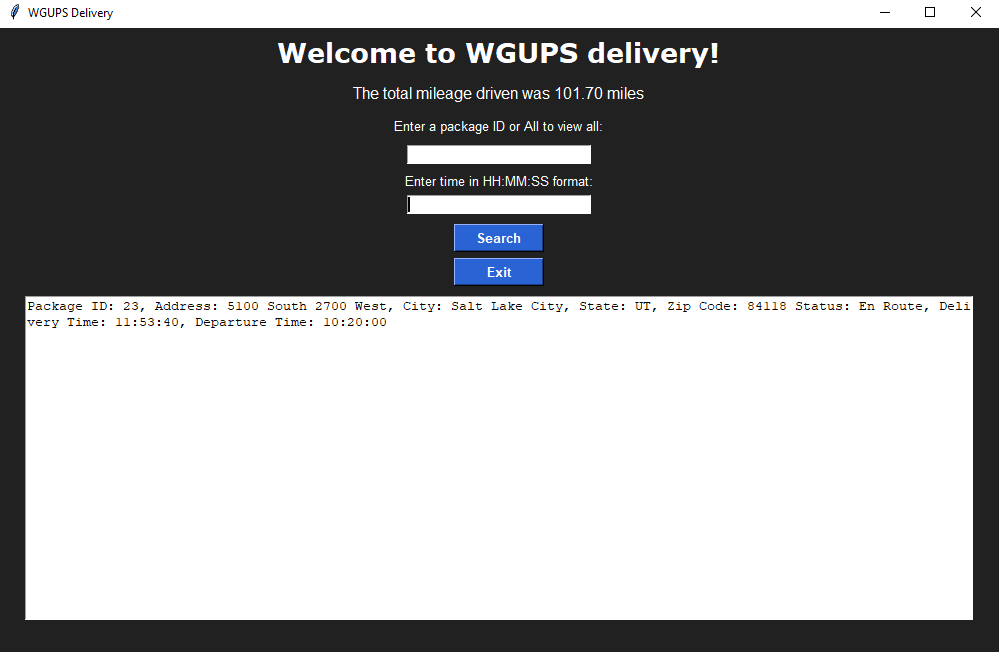 WGUPS Delivery
Welcome to WGUPS delivery!
The total mileage driven was 101.70 miles
Enter a package ID or All to view all:
Enter time in HH:MM:SS format:
Search
Exit
Package ID: 23, Address: 5100 South 2700 West, City: Salt Lake City, State: UT, Zip Code: 84118 Status: En Route, Deli
very Time: 11:53:40, Departure Time: 10:20:00